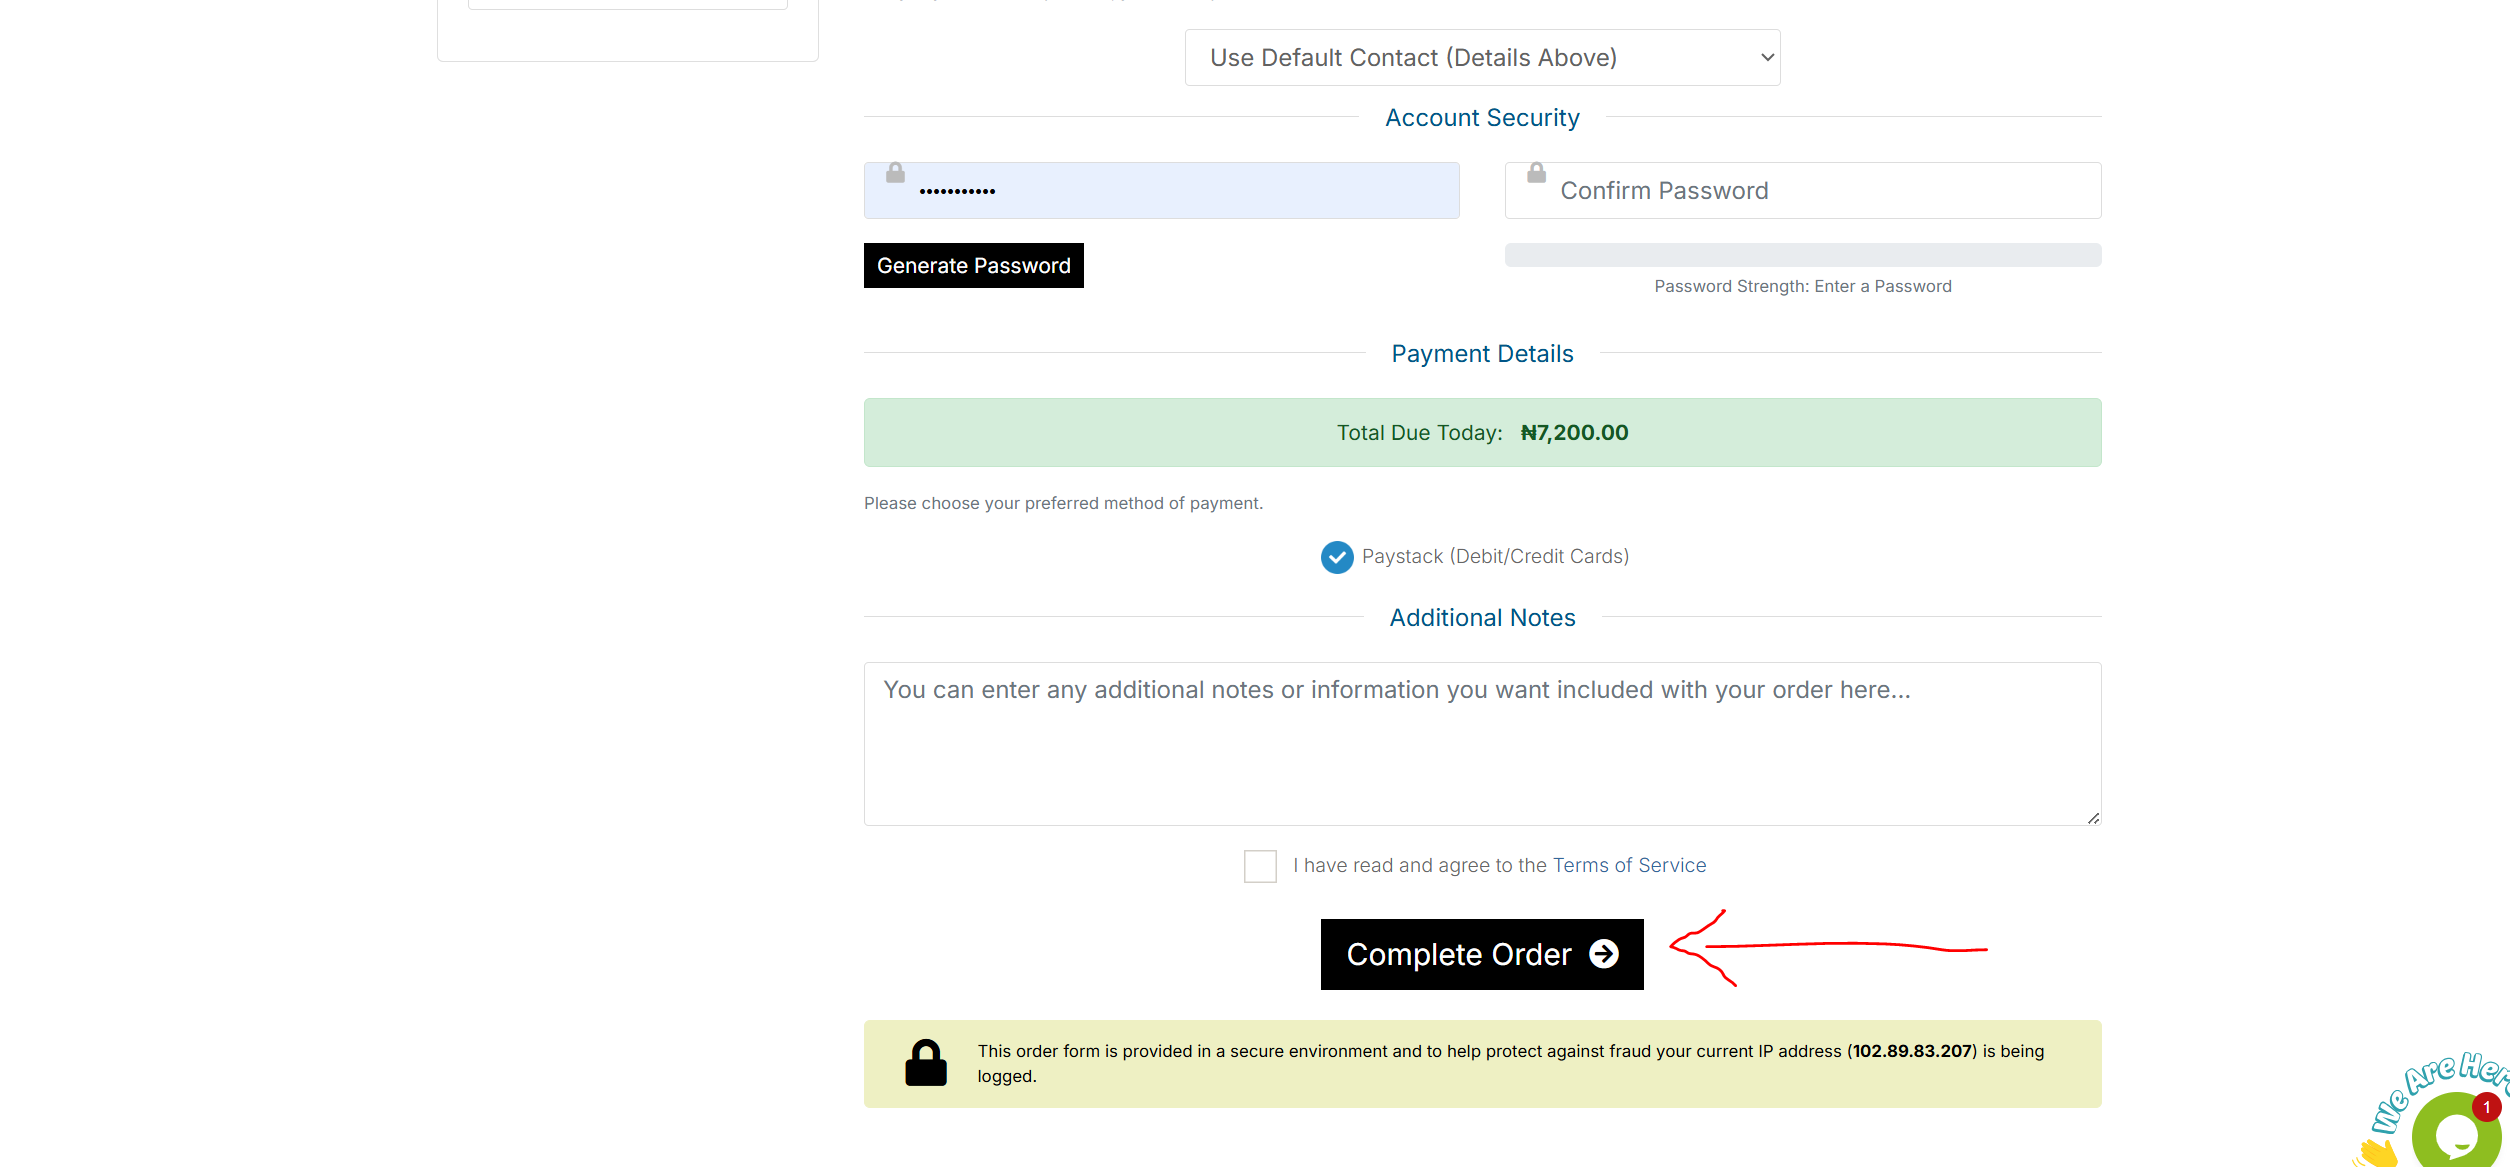 Use Default Contact (Details Above)
Account Security
•••••••••••
Confirm Password
Generate Password
Password Strength: Enter a Password
Payment Details
Total Due Today: ₦7,200.00
Please choose your preferred method of payment.
Paystack (Debit/Credit Cards)
Additional Notes
You can enter any additional notes or information you want included with your order here...
I have read and agree to the Terms of Service
Complete Order
This order form is provided in a secure environment and to help protect against fraud your current IP address (102.89.83.207) is being
logged.
We Are Here
1